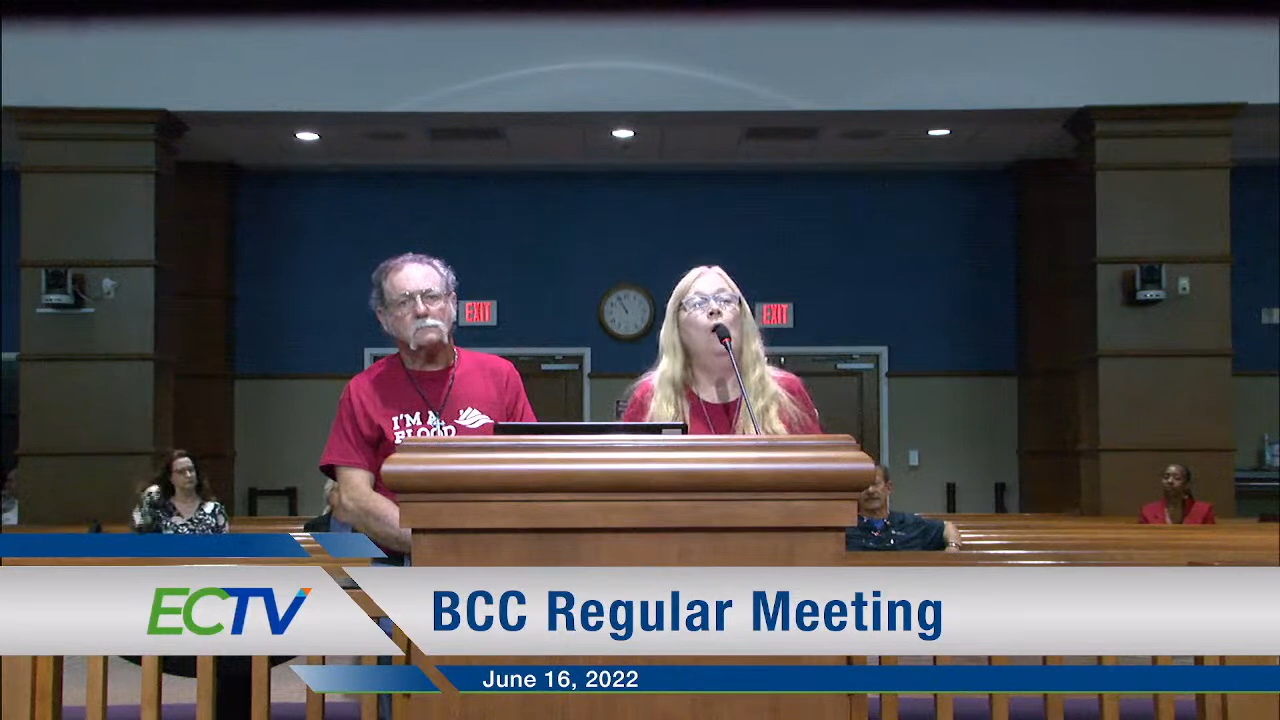 EXIT
EXIT
I'M A
BLOOD
ECTV
BCC Regular Meeting
June 16, 2022